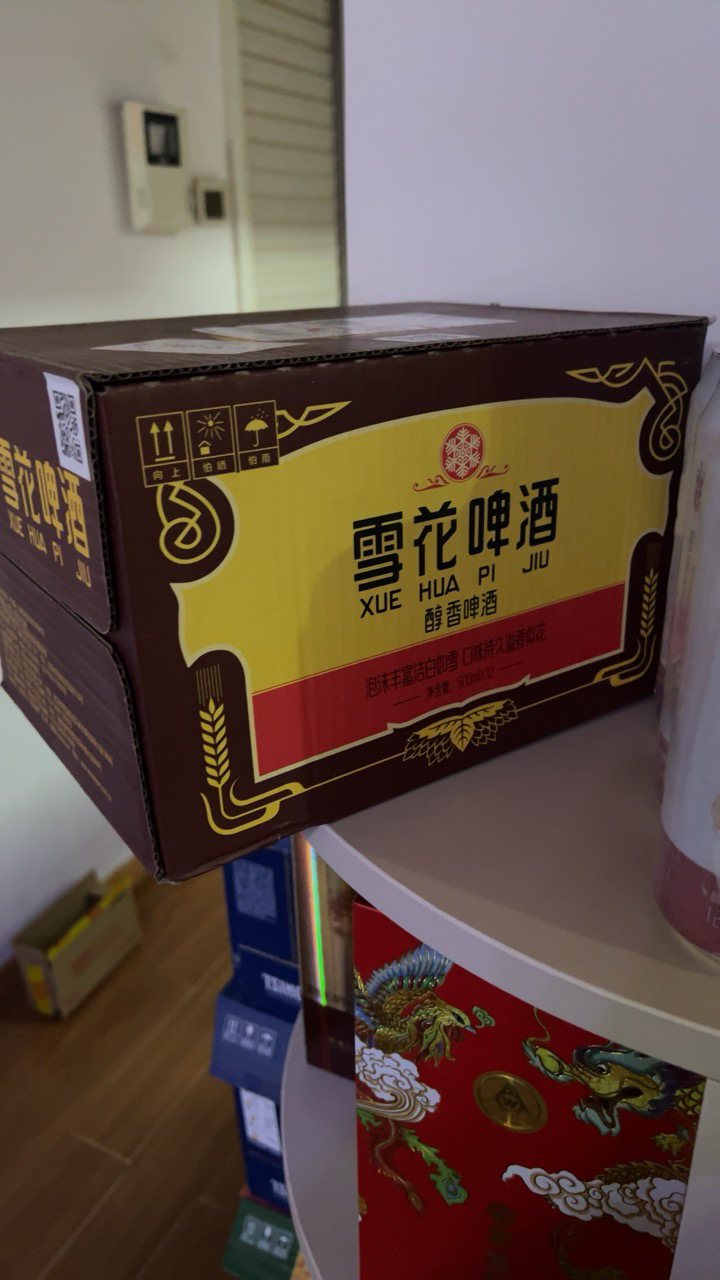 向上 怕晒 怕雨
雪花啤酒
XUE HUA PI JIU
醇香啤酒
泡沫丰富洁白如雪 口味持久溢香似花
净含量: 500mlx12
雪花啤酒
XUE HUA PI JIU